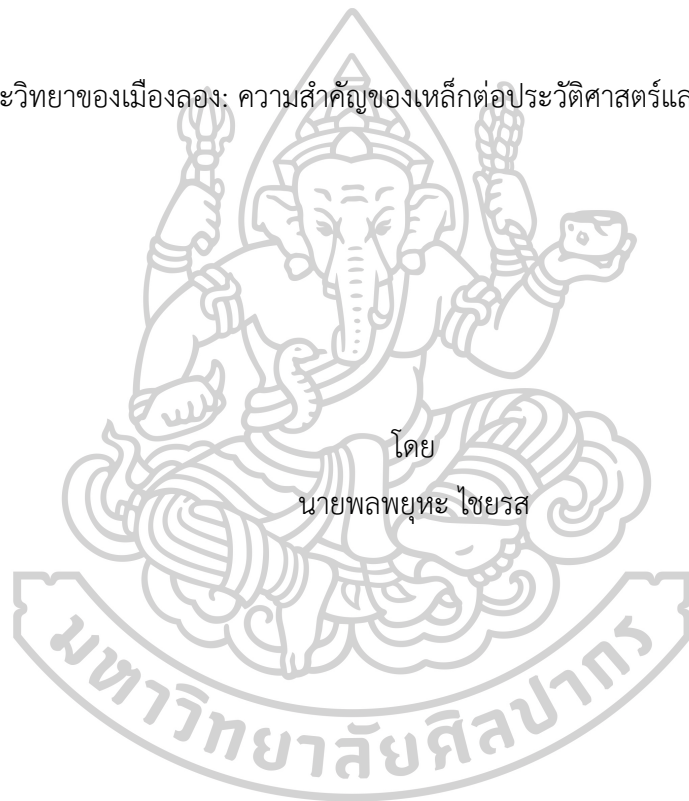 ะวิทยาของเมืองลอง: ความสำคัญของเหล็กต่อประวัติศาสตร์แล
โดย
นายพลพยุหะ ไชยรส
มหาวิทยาลัยศิลปากร